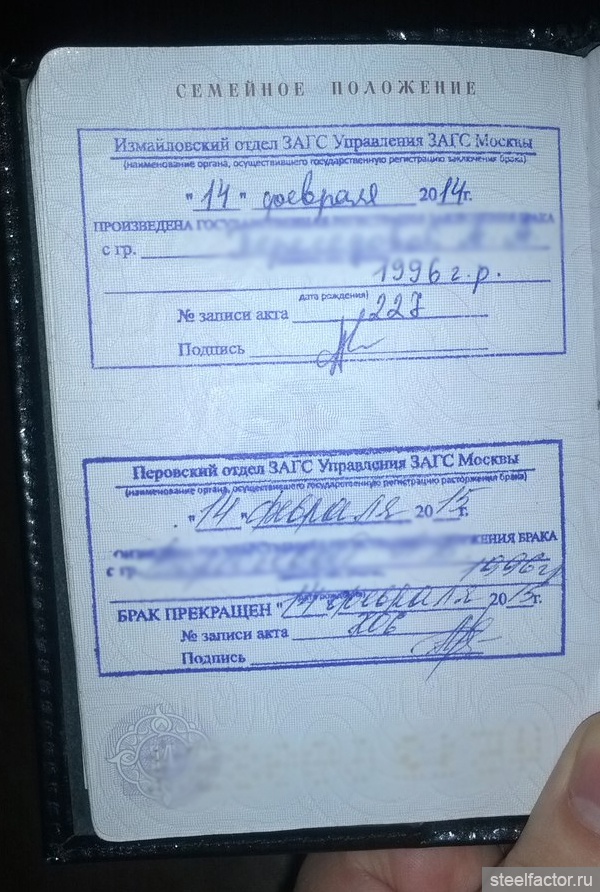 СЕМЕЙНОЕ ПОЛОЖЕНИЕ
Измайловский отдел ЗАГС Управления ЗАГС Москвы
(наименование органа, осуществившего государственную регистрацию заключения брака)
"14" февраля 2014г.
ПРОИЗВЕДЕНА БРАКА
с гр.
1996 г.р.
дата рождения)
№ записи акта 227
Подпись
Перовский отдел ЗАГС Управления ЗАГС Москвы
(наименование органа, осуществившего государственную регистрацию расторжения брака)
"14" февраля 2015г.
ЕНИЯ БРАКА
с гр. 1996г
БРАК ПРЕКРАЩЕН "14 февраля 2015г.
№ записи акта
Подпись
steelfactor.ru